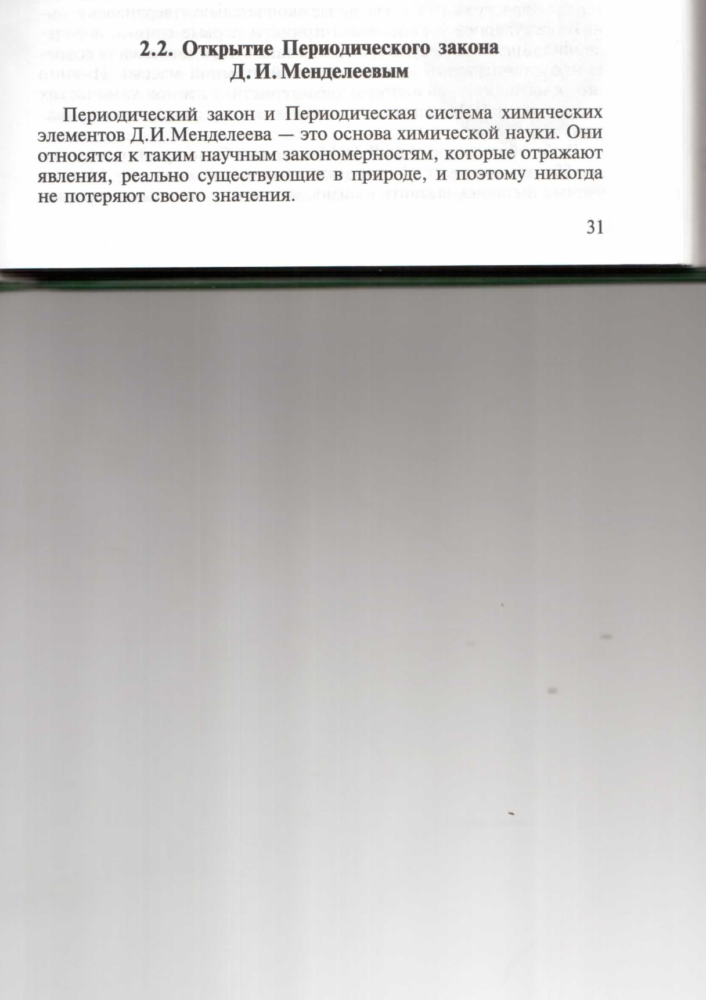 2.2. Открытие Периодического закона
Д. И. Менделеевым
Периодический закон и Периодическая система химических
элементов Д.И.Менделеева — это основа химической науки. Они
относятся к таким научным закономерностям, которые отражают
явления, реально существующие в природе, и поэтому никогда
не потеряют своего значения.
31